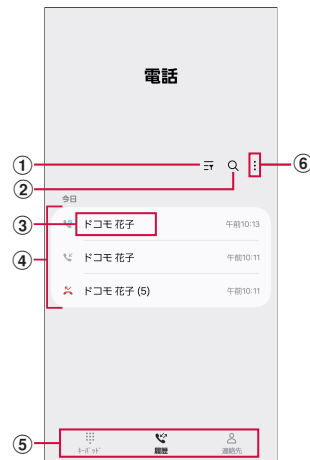 電話
①
⑥
②
今日
③
ドコモ 花子
午前10:13
④
ドコモ 花子
午前10:11
ドコモ 花子 (5)
午前10:11
⑤
ｷｰﾊﾟｯﾄﾞ
履歴
連絡先